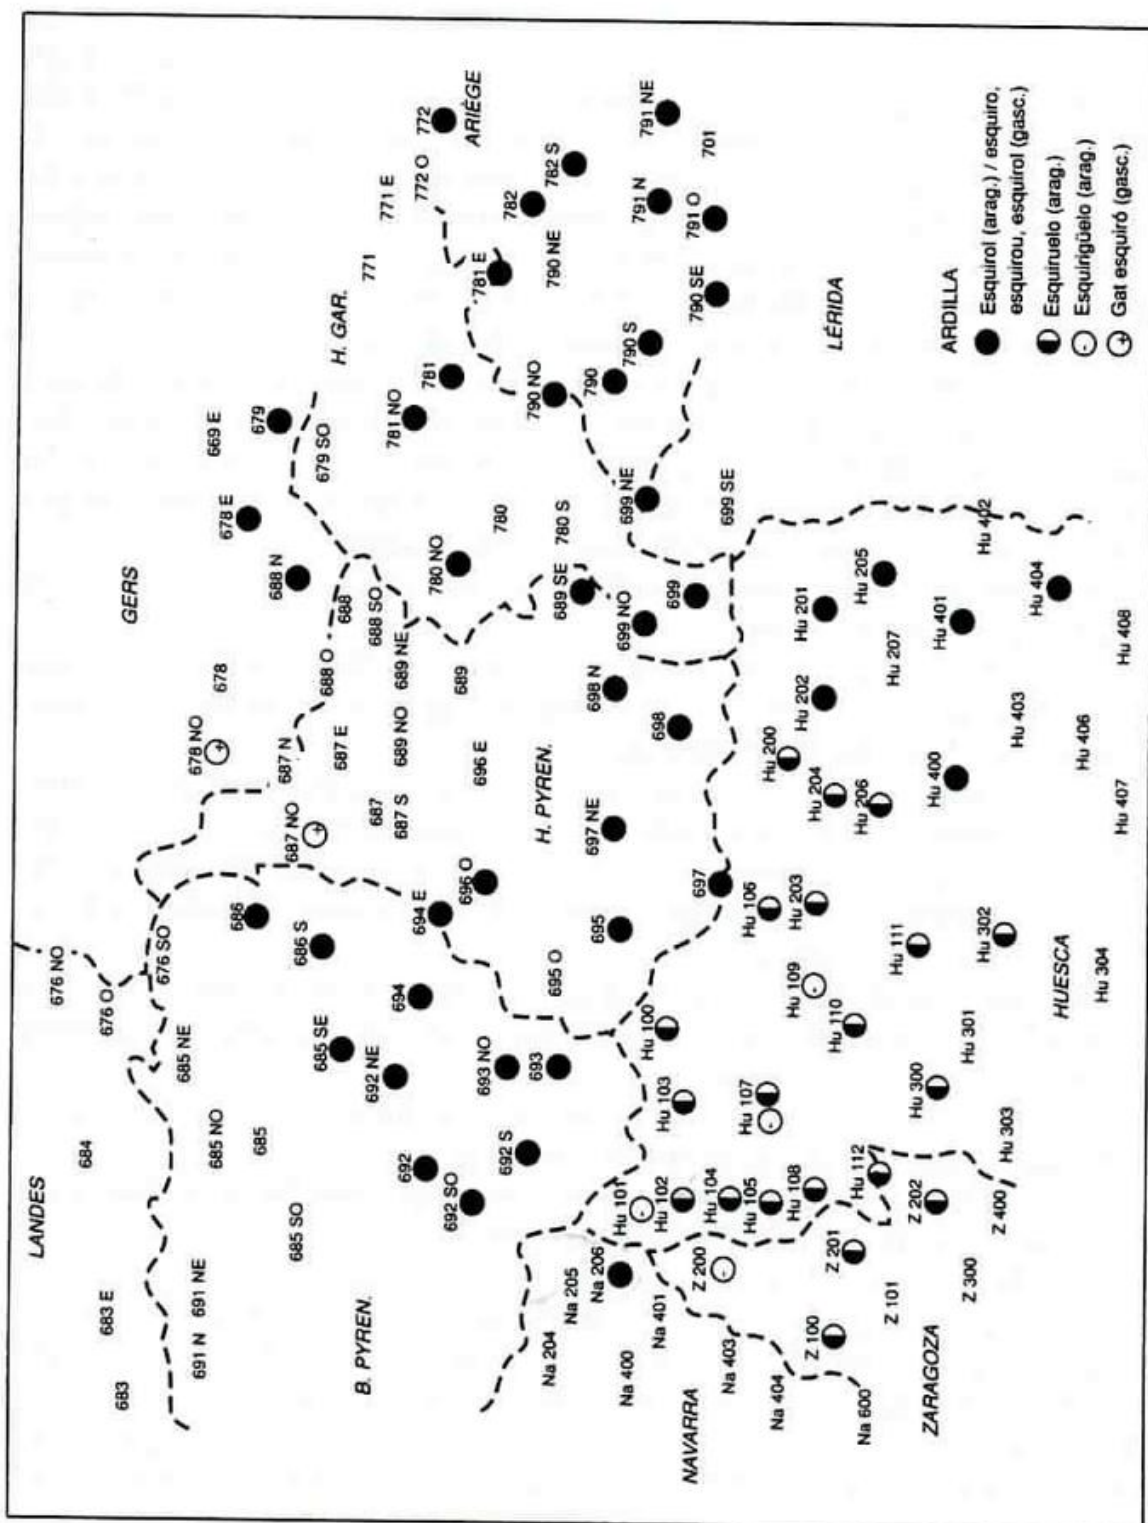 LANDES
676 NO
684
683 E
676 O
683
GERS
676 SO
685 NE
691 N
691 NE
678 NO
685 NO
678
669 E
678 E
686
685
679
688 N
687 N
687 NO
685 SO
686 S
679 SO
685 SE
688 O
687 E
H. GAR.
688
B. PYREN.
692 NE
687
688 SO
771
771 E
694
687 S
689 NO
689 NE
781 NO
692
694 E
772 O
772
780 NO
781
692 SO
696 O
689
ARIÈGE
696 E
693 NO
781 E
780
692 S
782
693
H. PYREN.
790 NO
Na 204
695 O
689 SE
780 S
790 NE
782 S
Na 205
697 NE
698 N
790
Na 206
695
699 NO
Hu 101
699 NE
790 S
Na 400
791 N
791 NE
Na 401
Hu 102
Hu 100
698
699
NAVARRA
Hu 103
790 SE
791 O
Z 200
Hu 104
697
699 SE
701
Na 403
Hu 105
Hu 107
Hu 106
Hu 200
Na 404
Hu 108
Hu 109
Hu 203
Hu 202
Hu 201
Z 100
Hu 110
Hu 204
LÉRIDA
Z 201
Hu 112
Hu 206
Hu 205
Na 600
Z 101
Hu 111
Hu 207
Z 202
Hu 300
Hu 400
Hu 401
ZARAGOZA
Z 300
Hu 301
Hu 302
Hu 402
Z 400
Hu 303
Hu 403
Hu 404
HUESCA
Hu 304
Hu 406
Hu 407
Hu 408
ARDILLA
Esquirol (arag.) / esquiro,
esquirou, esquirol (gasc.)
Esquiruelo (arag.)
Esquirigüelo (arag.)
Gat esquiró (gasc.)